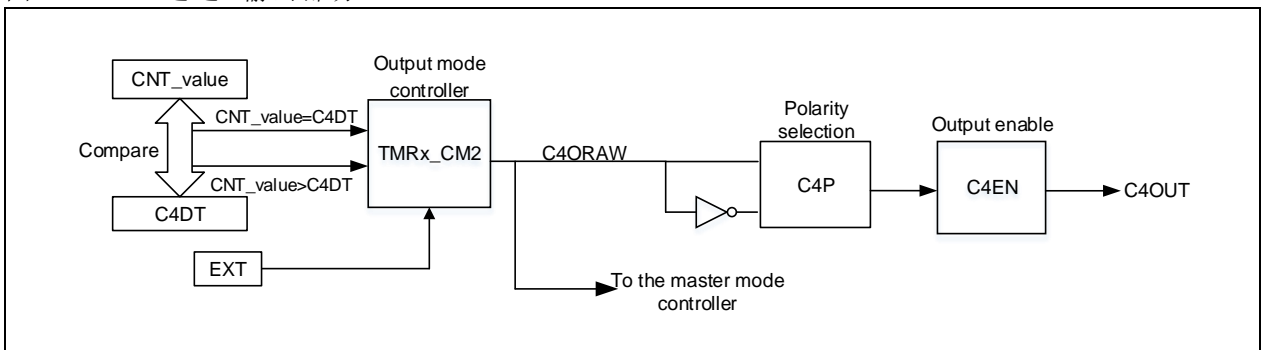 Output mode
controller
CNT_value
CNT_value=C4DT
Compare
CNT_value>C4DT
C4DT
EXT
TMRx_CM2
C4ORAW
Polarity
selection
C4P
Output enable
C4EN
C4OUT
To the master mode
controller